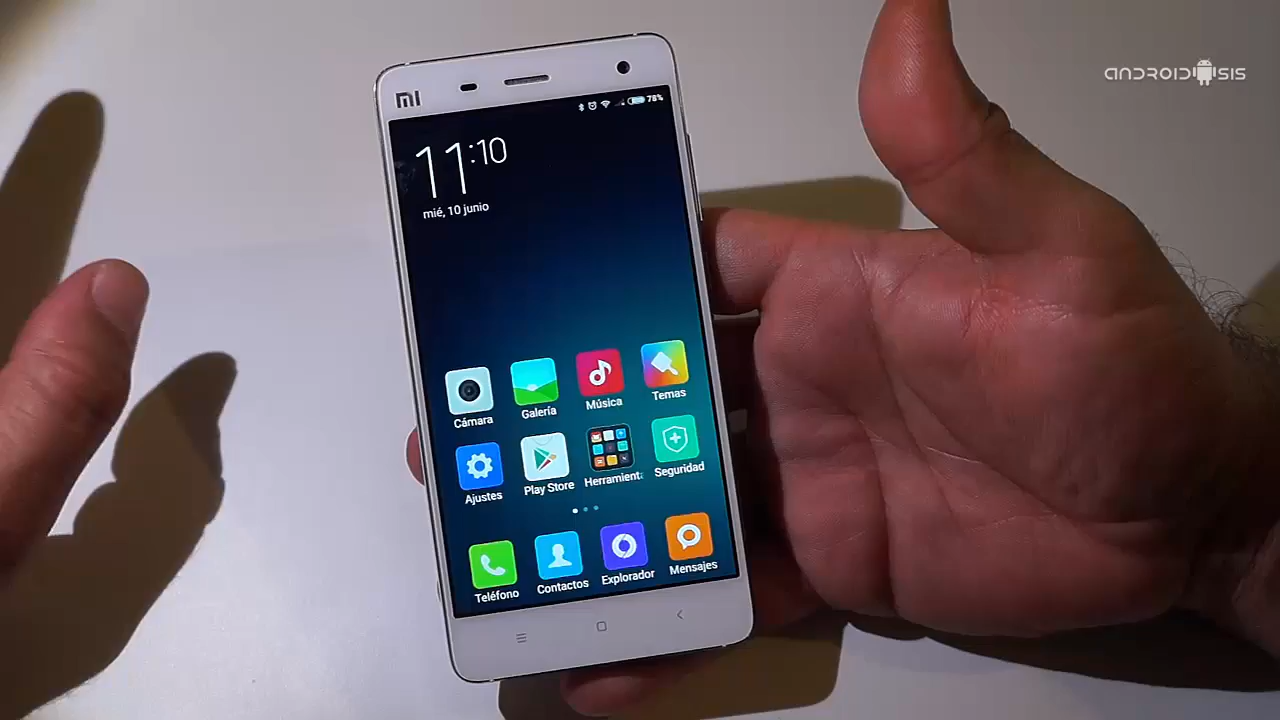 ANDROIDSIS
MI
78%
11:10
mié, 10 junio
Cámara
Galería
Música
Temas
Ajustes
Play Store
Herramient
Seguridad
Teléfono
Contactos
Explorador
Mensajes